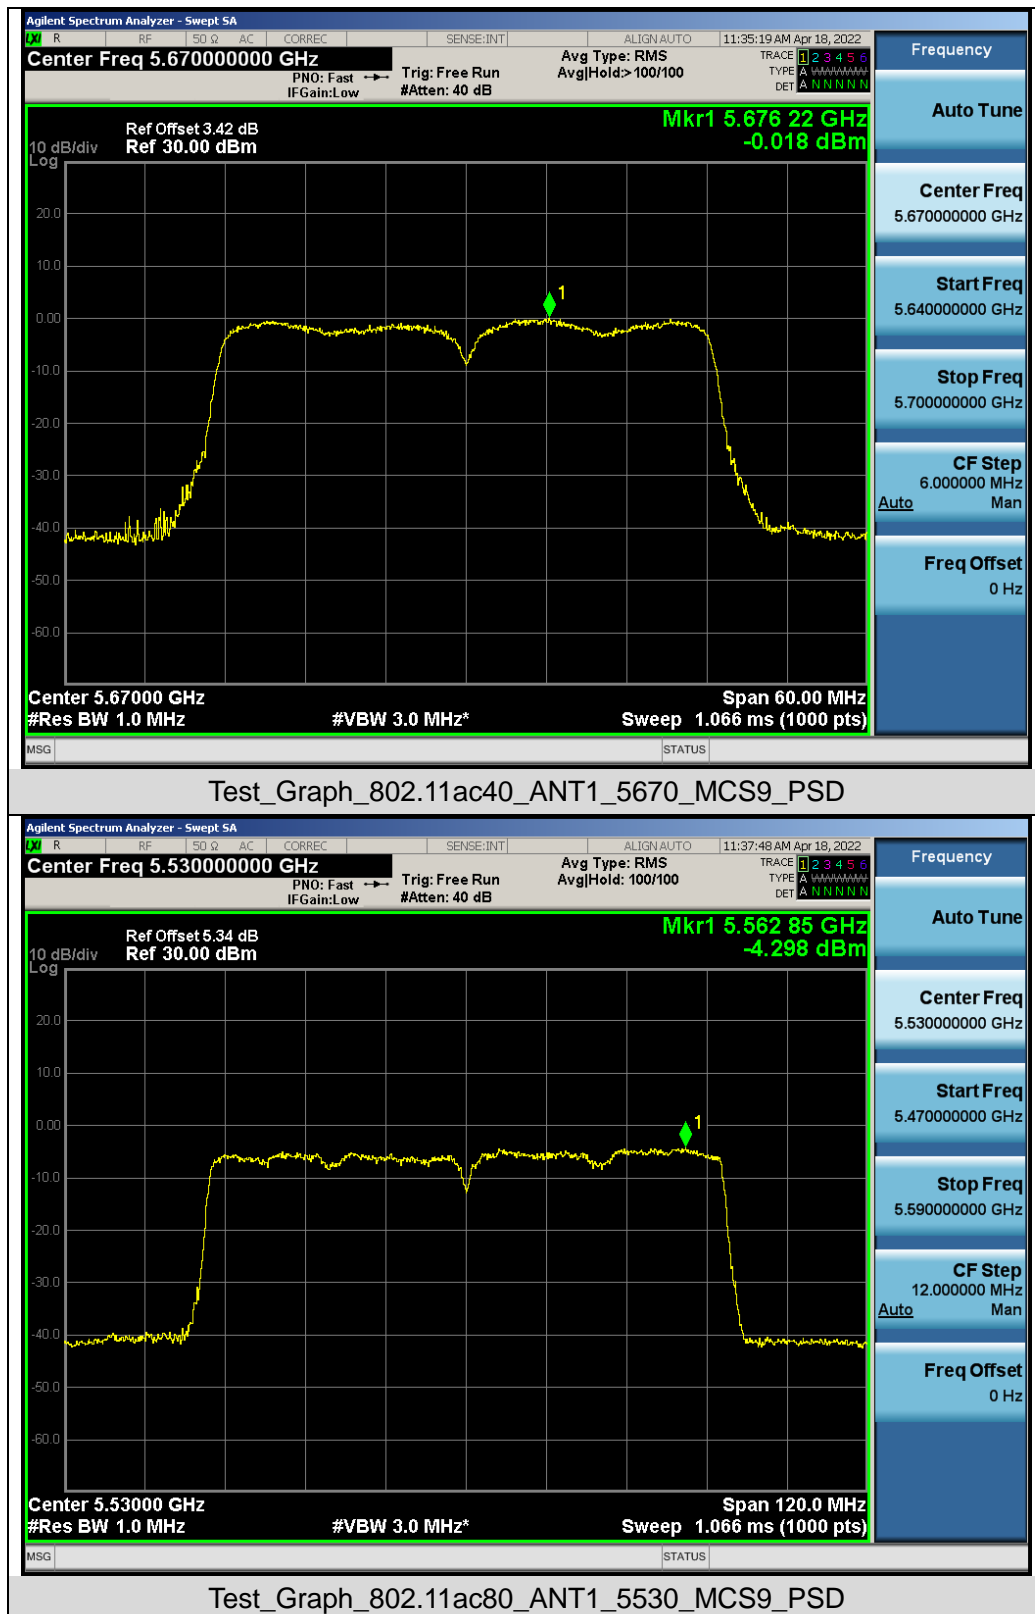 Agilent Spectrum Analyzer - Swept SA
LXI R RF 50 Ω AC CORREC SENSE:INT ALIGN AUTO 11:35:19 AM Apr 18, 2022
Center Freq 5.670000000 GHz
PNO: Fast
IFGain:Low
Trig: Free Run
#Atten: 40 dB
Avg Type: RMS
Avg|Hold:>100/100
TRACE 1 2 3 4 5 6
TYPE A WWWWW
DET A N N N N N
Frequency
Auto Tune
Center Freq
5.670000000 GHz
Start Freq
5.640000000 GHz
Stop Freq
5.700000000 GHz
CF Step
6.000000 MHz
Auto Man
Freq Offset
0 Hz
Mkr1 5.676 22 GHz
-0.018 dBm
Ref Offset 3.42 dB
10 dB/div Ref 30.00 dBm
Log
20.0
10.0
0.00
-10.0
-20.0
-30.0
-40.0
-50.0
-60.0
1
Center 5.67000 GHz Span 60.00 MHz
#Res BW 1.0 MHz #VBW 3.0 MHz* Sweep 1.066 ms (1000 pts)
MSG STATUS
Test_Graph_802.11ac40_ANT1_5670_MCS9_PSD
Agilent Spectrum Analyzer - Swept SA
LXI R RF 50 Ω AC CORREC SENSE:INT ALIGN AUTO 11:37:48 AM Apr 18, 2022
Center Freq 5.530000000 GHz
PNO: Fast
IFGain:Low
Trig: Free Run
#Atten: 40 dB
Avg Type: RMS
Avg|Hold: 100/100
TRACE 1 2 3 4 5 6
TYPE A WWWWW
DET A N N N N N
Frequency
Auto Tune
Center Freq
5.530000000 GHz
Start Freq
5.470000000 GHz
Stop Freq
5.590000000 GHz
CF Step
12.000000 MHz
Auto Man
Freq Offset
0 Hz
Mkr1 5.562 85 GHz
-4.298 dBm
Ref Offset 5.34 dB
10 dB/div Ref 30.00 dBm
Log
20.0
10.0
0.00
-10.0
-20.0
-30.0
-40.0
-50.0
-60.0
1
Center 5.53000 GHz Span 120.0 MHz
#Res BW 1.0 MHz #VBW 3.0 MHz* Sweep 1.066 ms (1000 pts)
MSG STATUS
Test_Graph_802.11ac80_ANT1_5530_MCS9_PSD